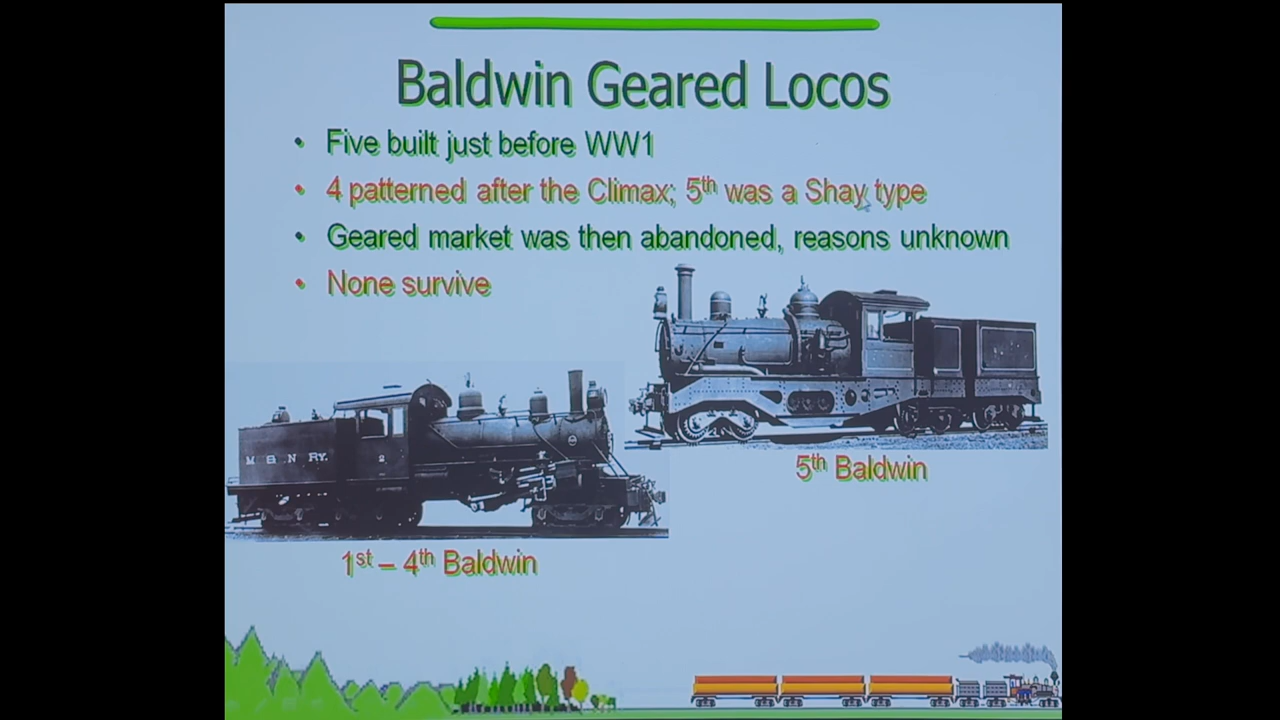 Baldwin Geared Locos
• Five built just before WW1
• 4 patterned after the Climax; 5th was a Shay type
• Geared market was then abandoned, reasons unknown
• None survive
M & N RY. 2
5th Baldwin
1st – 4th Baldwin